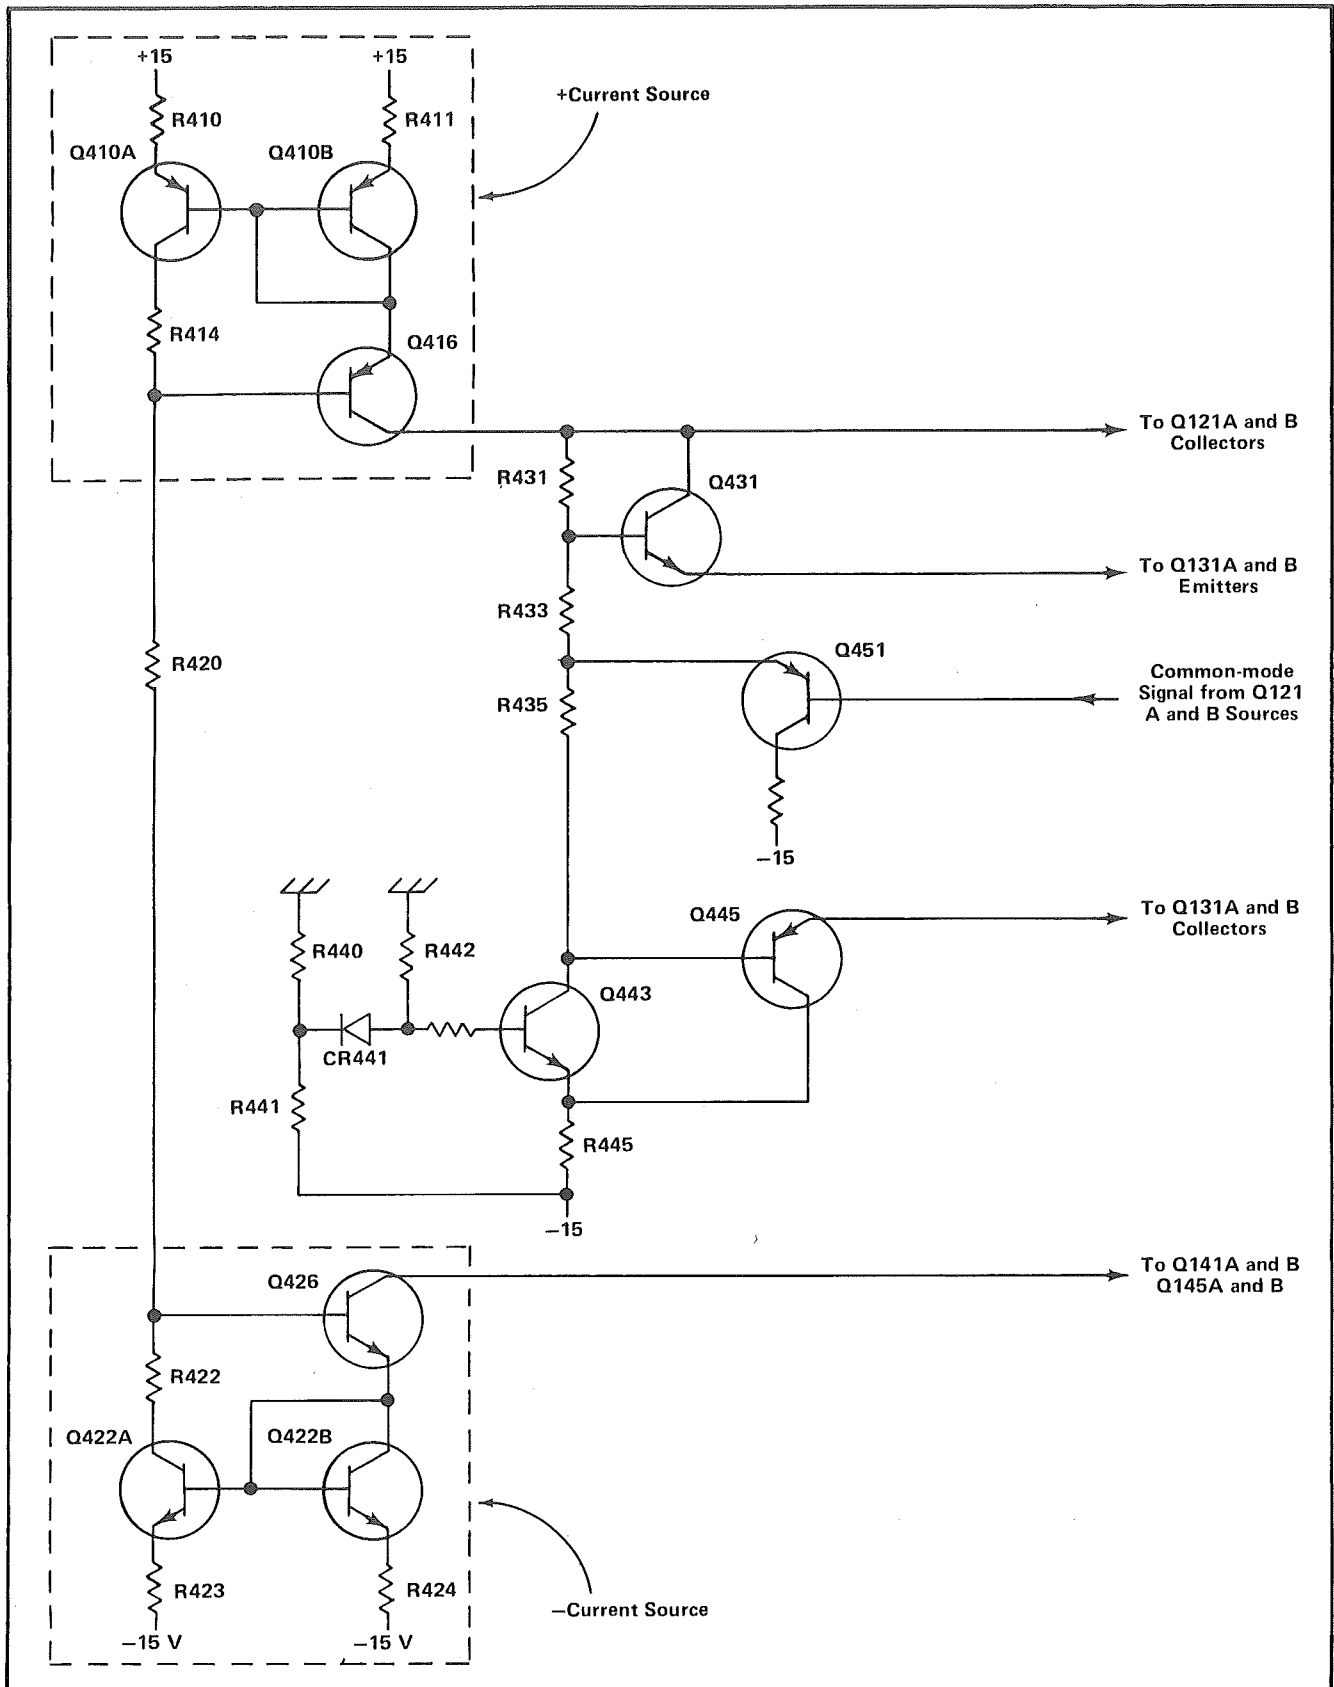 +15
+15
+Current Source
R410
R411
Q410A
Q410B
R414
Q416
To Q121A and B
Collectors
R431
Q431
To Q131A and B
Emitters
R433
Q451
R420
Common-mode
Signal from Q121
A and B Sources
R435
−15
Q445
To Q131A and B
Collectors
R440
R442
Q443
CR441
R441
R445
−15
Q426
To Q141A and B
Q145A and B
R422
Q422A
Q422B
R423
R424
−Current Source
−15 V
−15 V